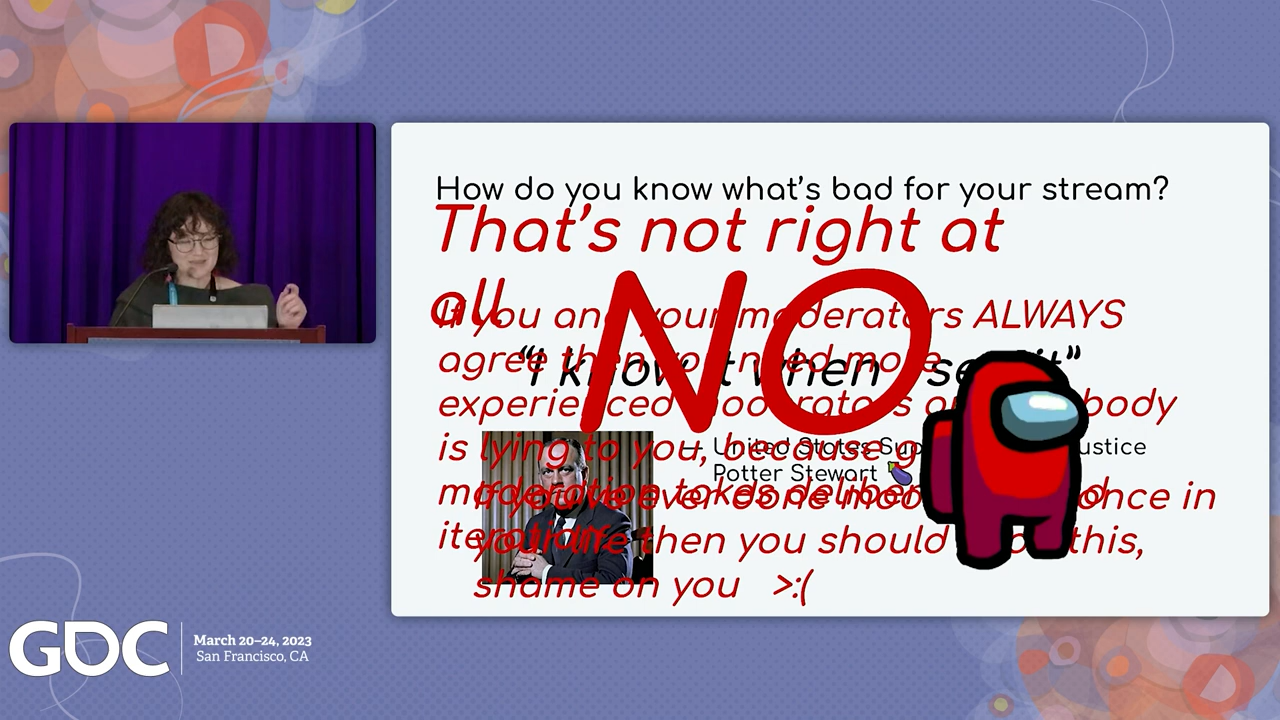 How do you know what's bad for your stream?
That's not right at
all.
NO
If you and your moderators ALWAYS
agree then you need more
experienced moderators or somebody
is lying to you, because good
moderation takes deliberation and
iteration
"I know it when I see it"
— United States Supreme Court Justice
Potter Stewart 🍆
If you've ever done moderation once in
your life then you should know this,
shame on you >:(
GDC
March 20–24, 2023
San Francisco, CA